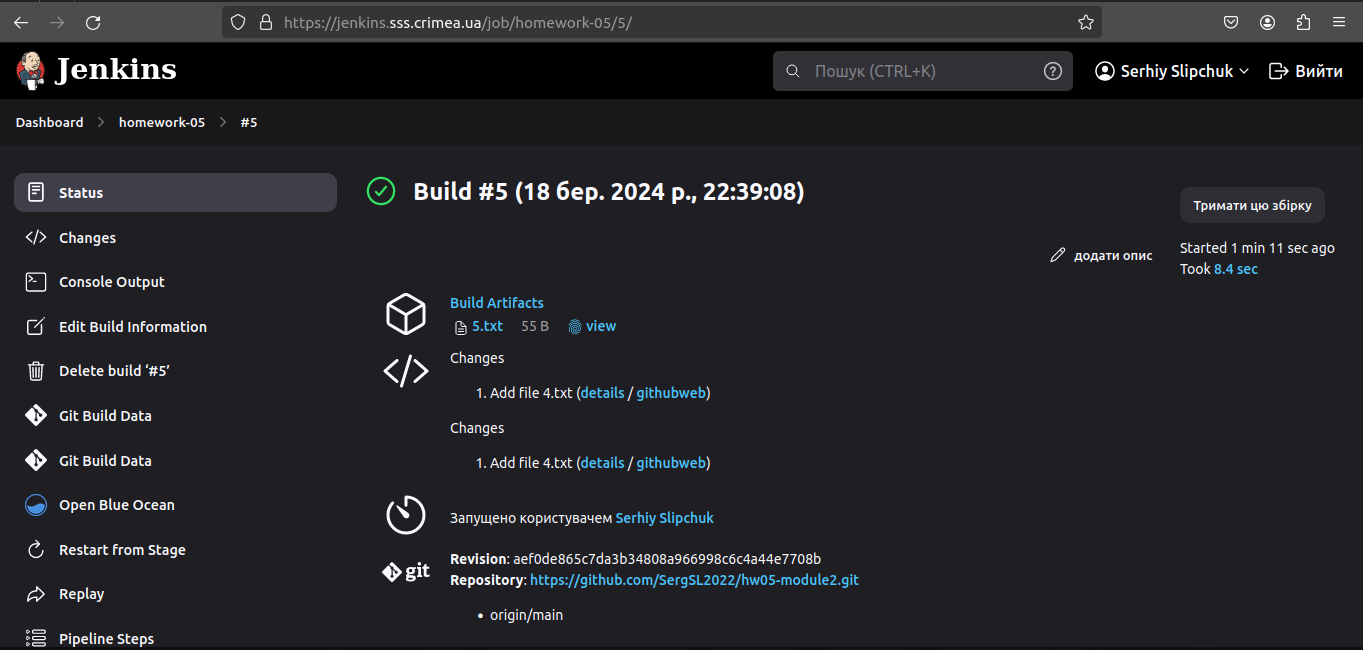 https://jenkins.sss.crimea.ua/job/homework-05/5/
Jenkins
Пошук (CTRL+K)
Serhiy Slipchuk
Вийти
Dashboard > homework-05 > #5
Status
Changes
Console Output
Edit Build Information
Delete build ‘#5’
Git Build Data
Git Build Data
Open Blue Ocean
Restart from Stage
Replay
Pipeline Steps
Build #5 (18 бер. 2024 р., 22:39:08)
Тримати цю збірку
додати опис
Started 1 min 11 sec ago
Took 8.4 sec
Build Artifacts
5.txt 55 B view
Changes
1. Add file 4.txt (details / githubweb)
Changes
1. Add file 4.txt (details / githubweb)
Запущено користувачем Serhiy Slipchuk
git
Revision: aef0de865c7da3b34808a966998c6c4a44e7708b
Repository: https://github.com/SergSL2022/hw05-module2.git
• origin/main